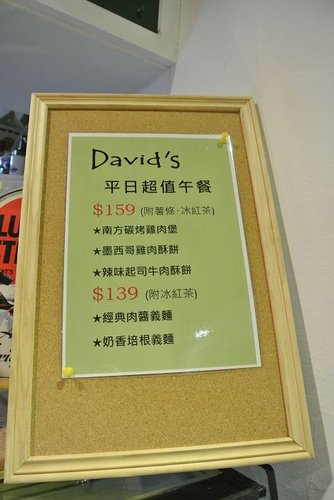 David's
平日超值午餐
$159 (附薯條、冰紅茶)
★南方碳烤雞肉堡
★墨西哥雞肉酥餅
★辣味起司牛肉酥餅
$139 (附冰紅茶)
★經典肉醬義麵
★奶香培根義麵